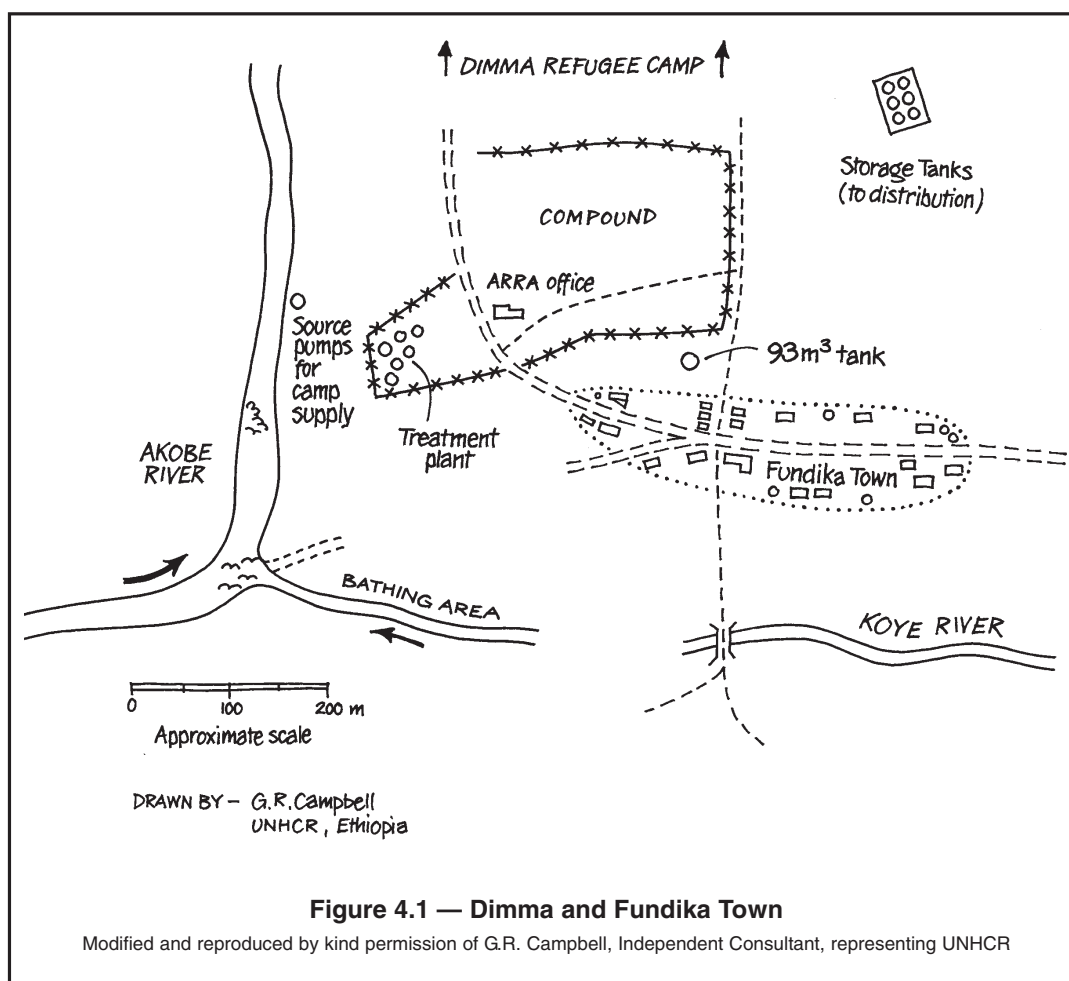 DIMMA REFUGEE CAMP
Storage Tanks
(to distribution)
COMPOUND
ARRA office
Source
pumps
for
camp
supply
93m³ tank
Treatment
plant
AKOBE
RIVER
Fundika Town
BATHING AREA
KOYE RIVER
0 100 200 m
Approximate scale
DRAWN BY – G.R. Campbell
UNHCR, Ethiopia
Figure 4.1 — Dimma and Fundika Town
Modified and reproduced by kind permission of G.R. Campbell, Independent Consultant, representing UNHCR